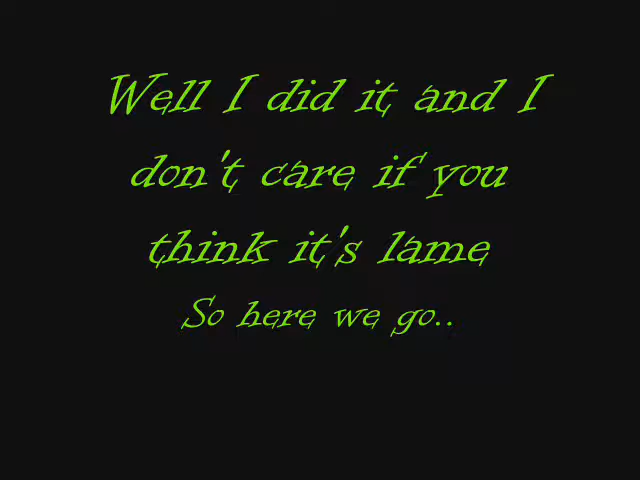 Well I did it and I
don't care if you
think it's lame
So here we go..